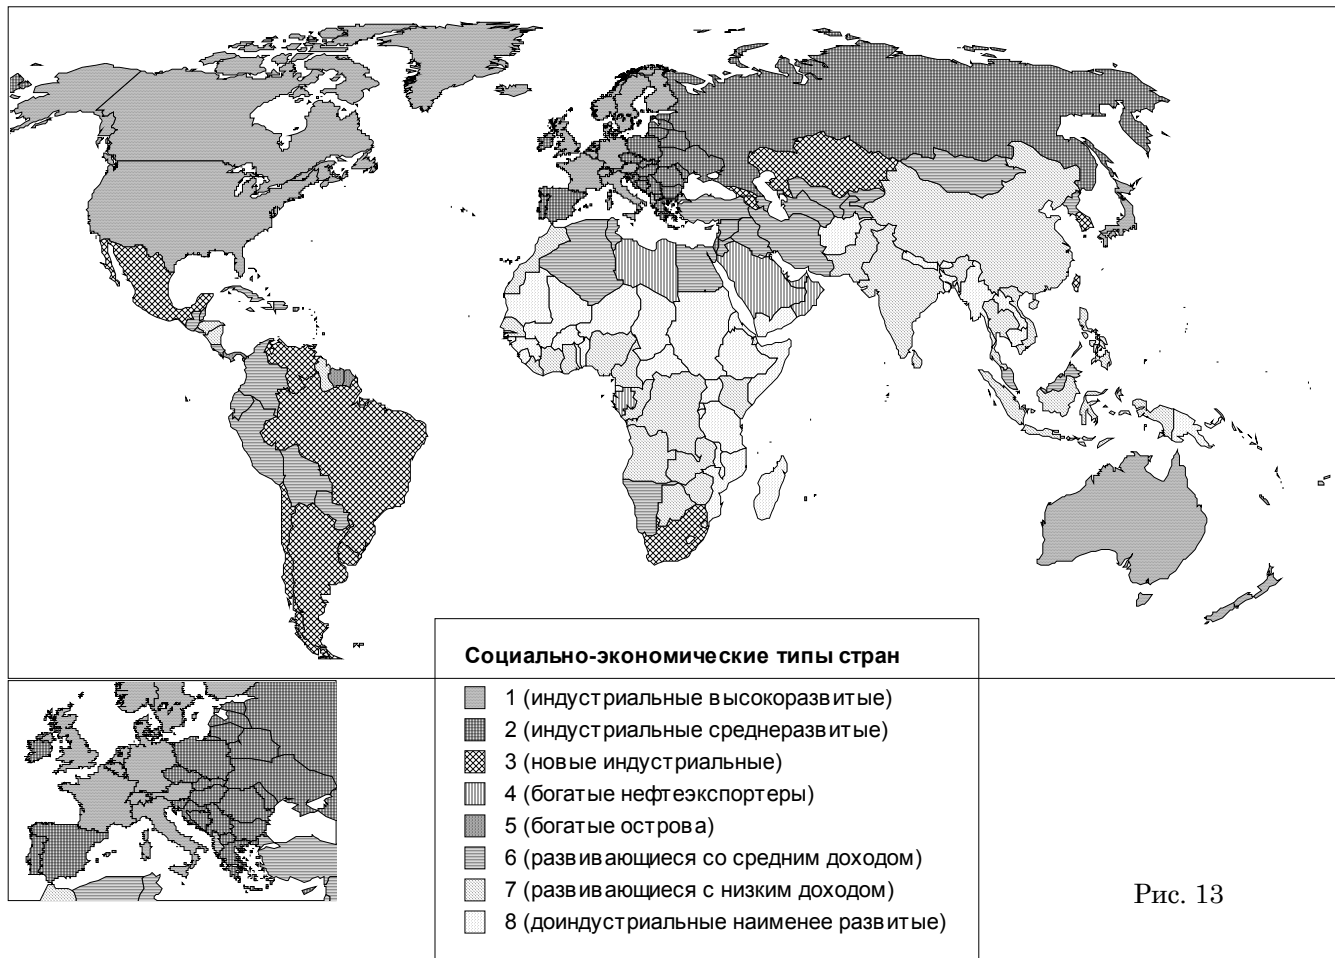 Социально-экономические типы стран
1 (индустриальные высокоразвитые)
2 (индустриальные среднеразвитые)
3 (новые индустриальные)
4 (богатые нефтеэкспортеры)
5 (богатые острова)
6 (развивающиеся со средним доходом)
7 (развивающиеся с низким доходом)
8 (доиндустриальные наименее развитые)
Рис. 13